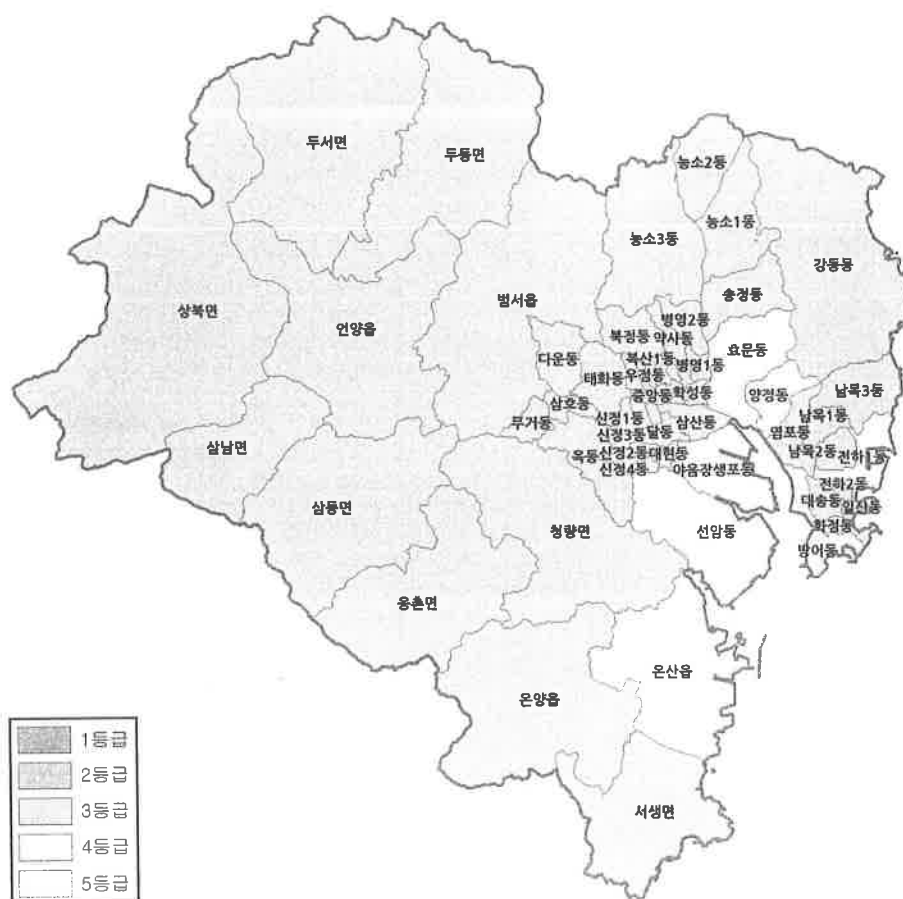 두서면
두동면
농소2동
농소1동
농소3동
강동동
송정동
상북면
언양읍
범서읍
병영2동
북정동 약사동
효문동
다운동
복산1동
병영1동
태화동 우정동
중앙동 학성동
양정동
남목3동
삼호동
무거동
신정1동
삼산동
남목1동
신정3동 달동
염포동
삼남면
옥동 신정2동 대현동
남목2동 전하1동
신정4동
야음장생포동
전하2동
삼동면
대송동 일산동
청량면
선암동
화정동
방어동
웅촌면
온산읍
온양읍
서생면
1등급
2등급
3등급
4등급
5등급